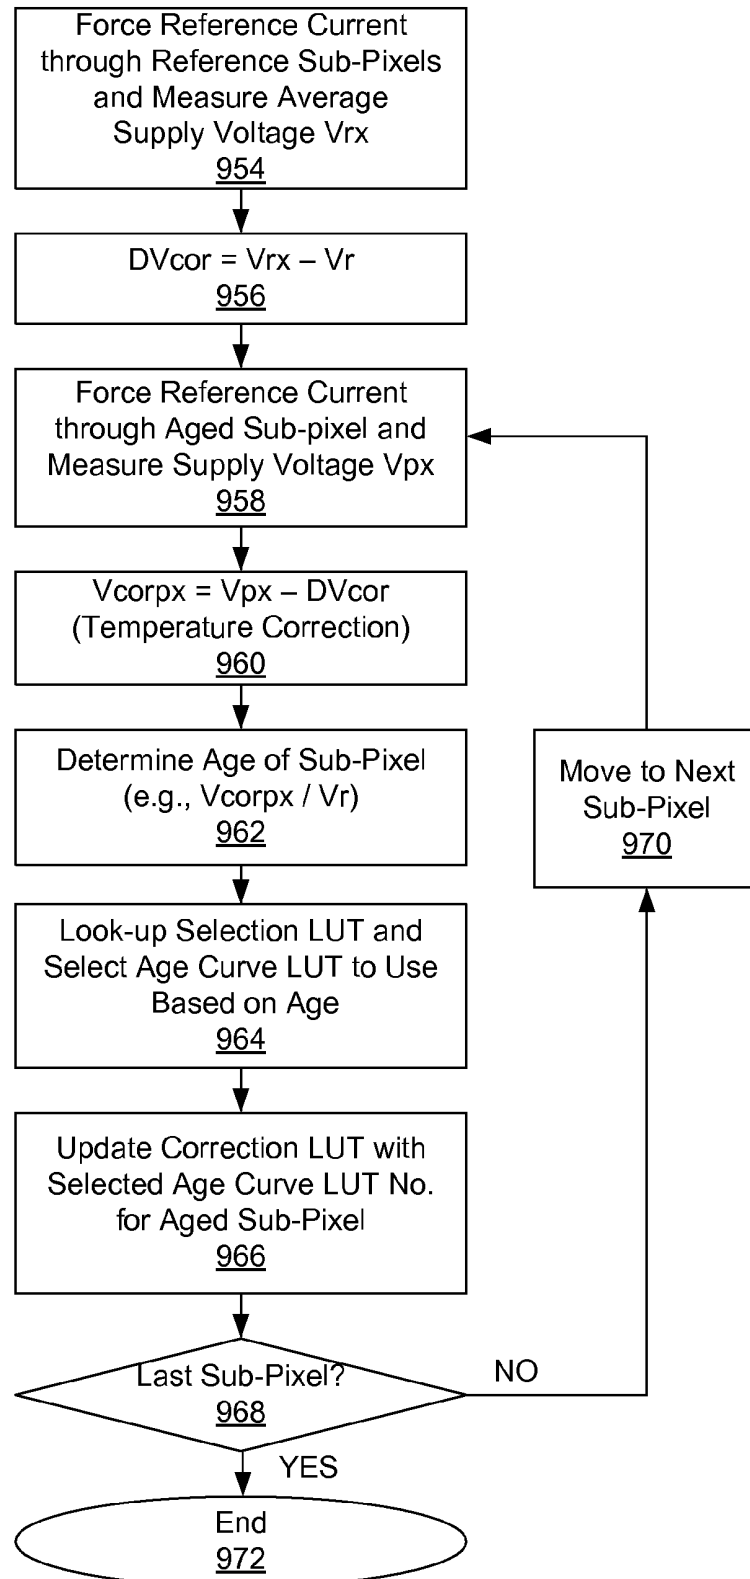 Force Reference Current
through Reference Sub-Pixels
and Measure Average
Supply Voltage Vrx
954
DVcor = Vrx – Vr
956
Force Reference Current
through Aged Sub-pixel and
Measure Supply Voltage Vpx
958
Vcorpx = Vpx – DVcor
(Temperature Correction)
960
Determine Age of Sub-Pixel
(e.g., Vcorpx / Vr)
962
Move to Next
Sub-Pixel
970
Look-up Selection LUT and
Select Age Curve LUT to Use
Based on Age
964
Update Correction LUT with
Selected Age Curve LUT No.
for Aged Sub-Pixel
966
Last Sub-Pixel?
968
NO
YES
End
972